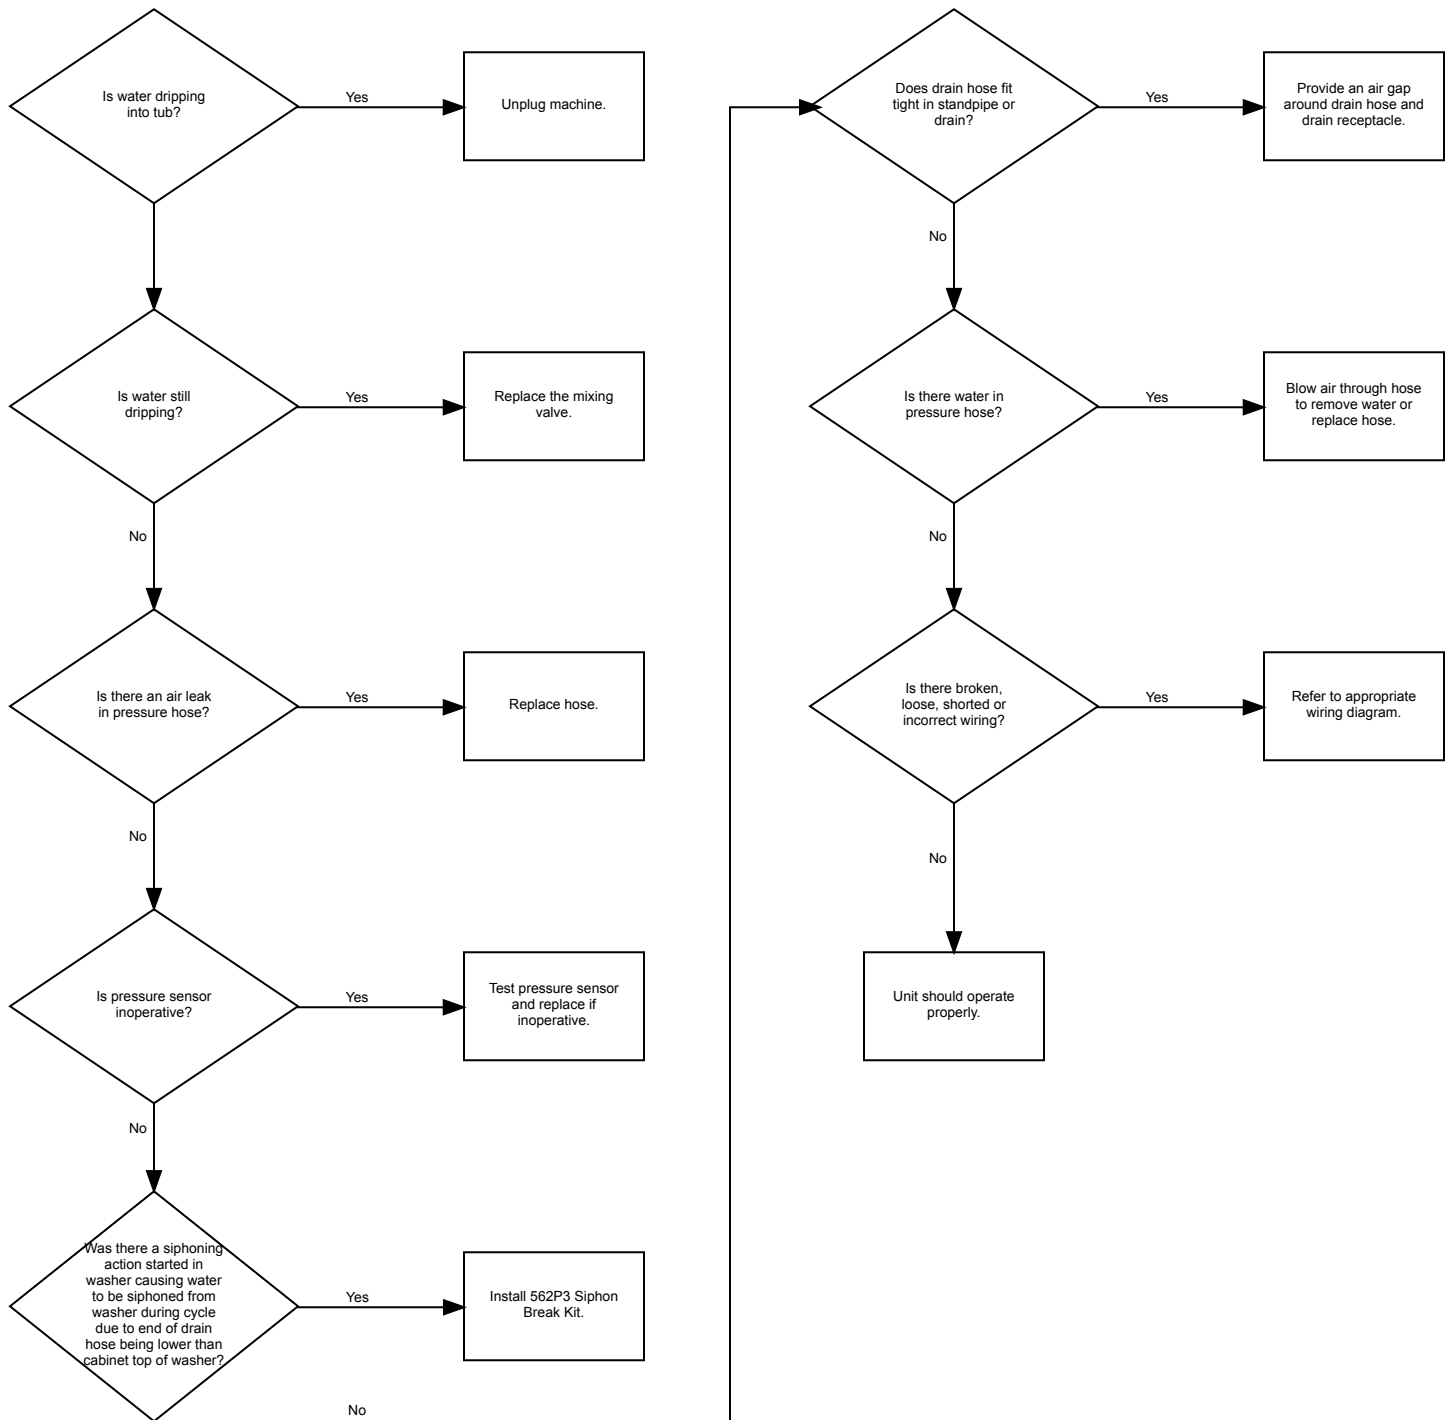 Is water dripping
into tub?
Yes
Unplug machine.
Is water still
dripping?
Yes
Replace the mixing
valve.
No
Is there an air leak
in pressure hose?
Yes
Replace hose.
No
Is pressure sensor
inoperative?
Yes
Test pressure sensor
and replace if
inoperative.
No
Was there a siphoning
action started in
washer causing water
to be siphoned from
washer during cycle
due to end of drain
hose being lower than
cabinet top of washer?
Yes
Install 562P3 Siphon
Break Kit.
No
Does drain hose fit
tight in standpipe or
drain?
Yes
Provide an air gap
around drain hose and
drain receptacle.
No
Is there water in
pressure hose?
Yes
Blow air through hose
to remove water or
replace hose.
No
Is there broken,
loose, shorted or
incorrect wiring?
Yes
Refer to appropriate
wiring diagram.
No
Unit should operate
properly.